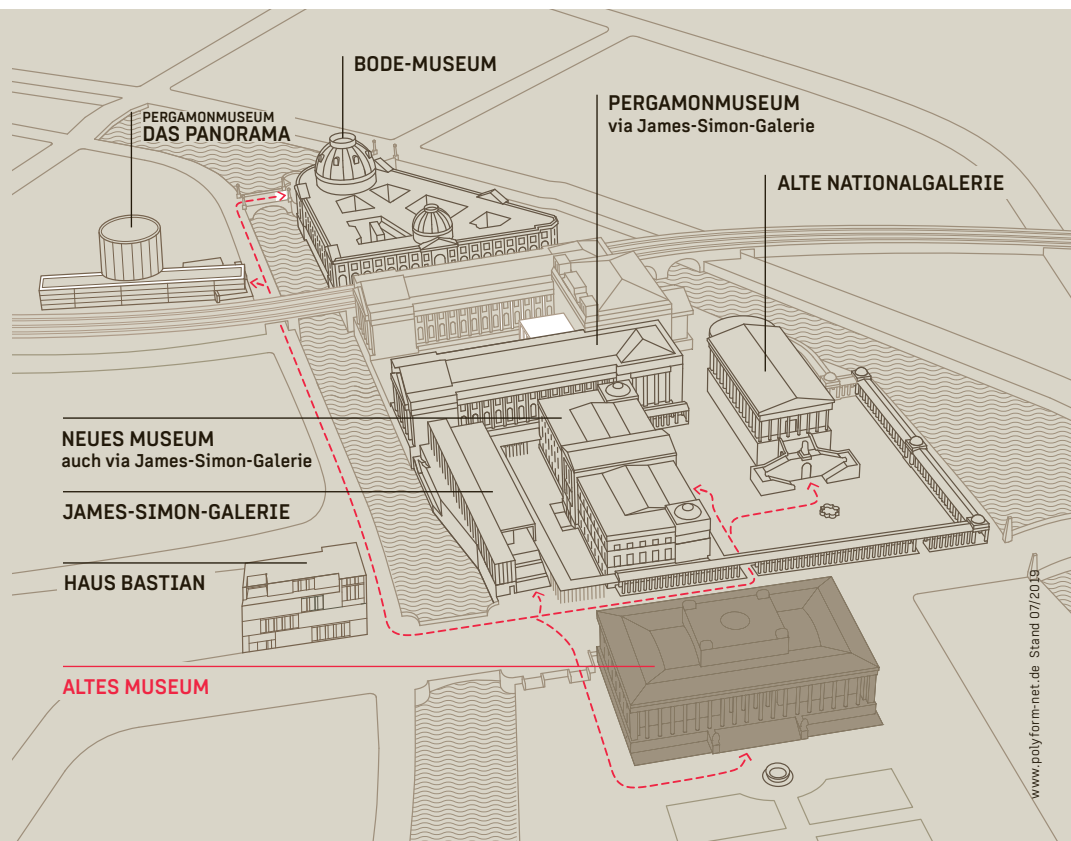 BODE-MUSEUM
PERGAMONMUSEUM
DAS PANORAMA
PERGAMONMUSEUM
via James-Simon-Galerie
ALTE NATIONALGALERIE
NEUES MUSEUM
auch via James-Simon-Galerie
JAMES-SIMON-GALERIE
HAUS BASTIAN
ALTES MUSEUM
www.polyform-net.de Stand 07/2019